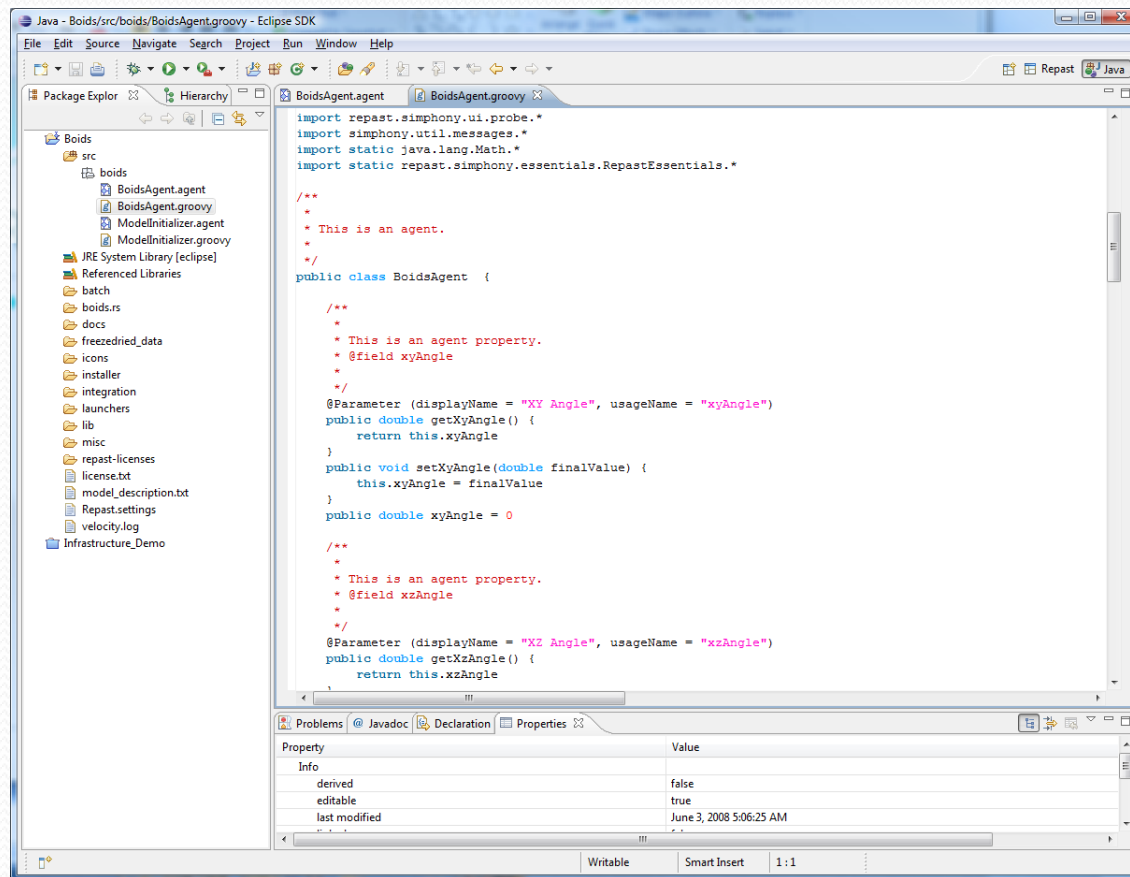 Java - Boids/src/boids/BoidsAgent.groovy - Eclipse SDK
File Edit Source Navigate Search Project Run Window Help
Repast Java
Package Explor Hierarchy
Boids
src
boids
BoidsAgent.agent
BoidsAgent.groovy
ModelInitializer.agent
ModelInitializer.groovy
JRE System Library [eclipse]
Referenced Libraries
batch
boids.rs
docs
freezedried_data
icons
installer
integration
launchers
lib
misc
repast-licenses
license.txt
model_description.txt
Repast.settings
velocity.log
Infrastructure_Demo
BoidsAgent.agent BoidsAgent.groovy
import repast.simphony.ui.probe.*
import simphony.util.messages.*
import static java.lang.Math.*
import static repast.simphony.essentials.RepastEssentials.*
/**
*
* This is an agent.
*
*/
public class BoidsAgent {
/**
*
* This is an agent property.
* @field xyAngle
*
*/
@Parameter (displayName = "XY Angle", usageName = "xyAngle")
public double getXyAngle() {
return this.xyAngle
}
public void setXyAngle(double finalValue) {
this.xyAngle = finalValue
}
public double xyAngle = 0
/**
*
* This is an agent property.
* @field xzAngle
*
*/
@Parameter (displayName = "XZ Angle", usageName = "xzAngle")
public double getXzAngle() {
return this.xzAngle
Problems @ Javadoc Declaration Properties
Property Value
Info
derived false
editable true
last modified June 3, 2008 5:06:25 AM
Writable Smart Insert 1 : 1